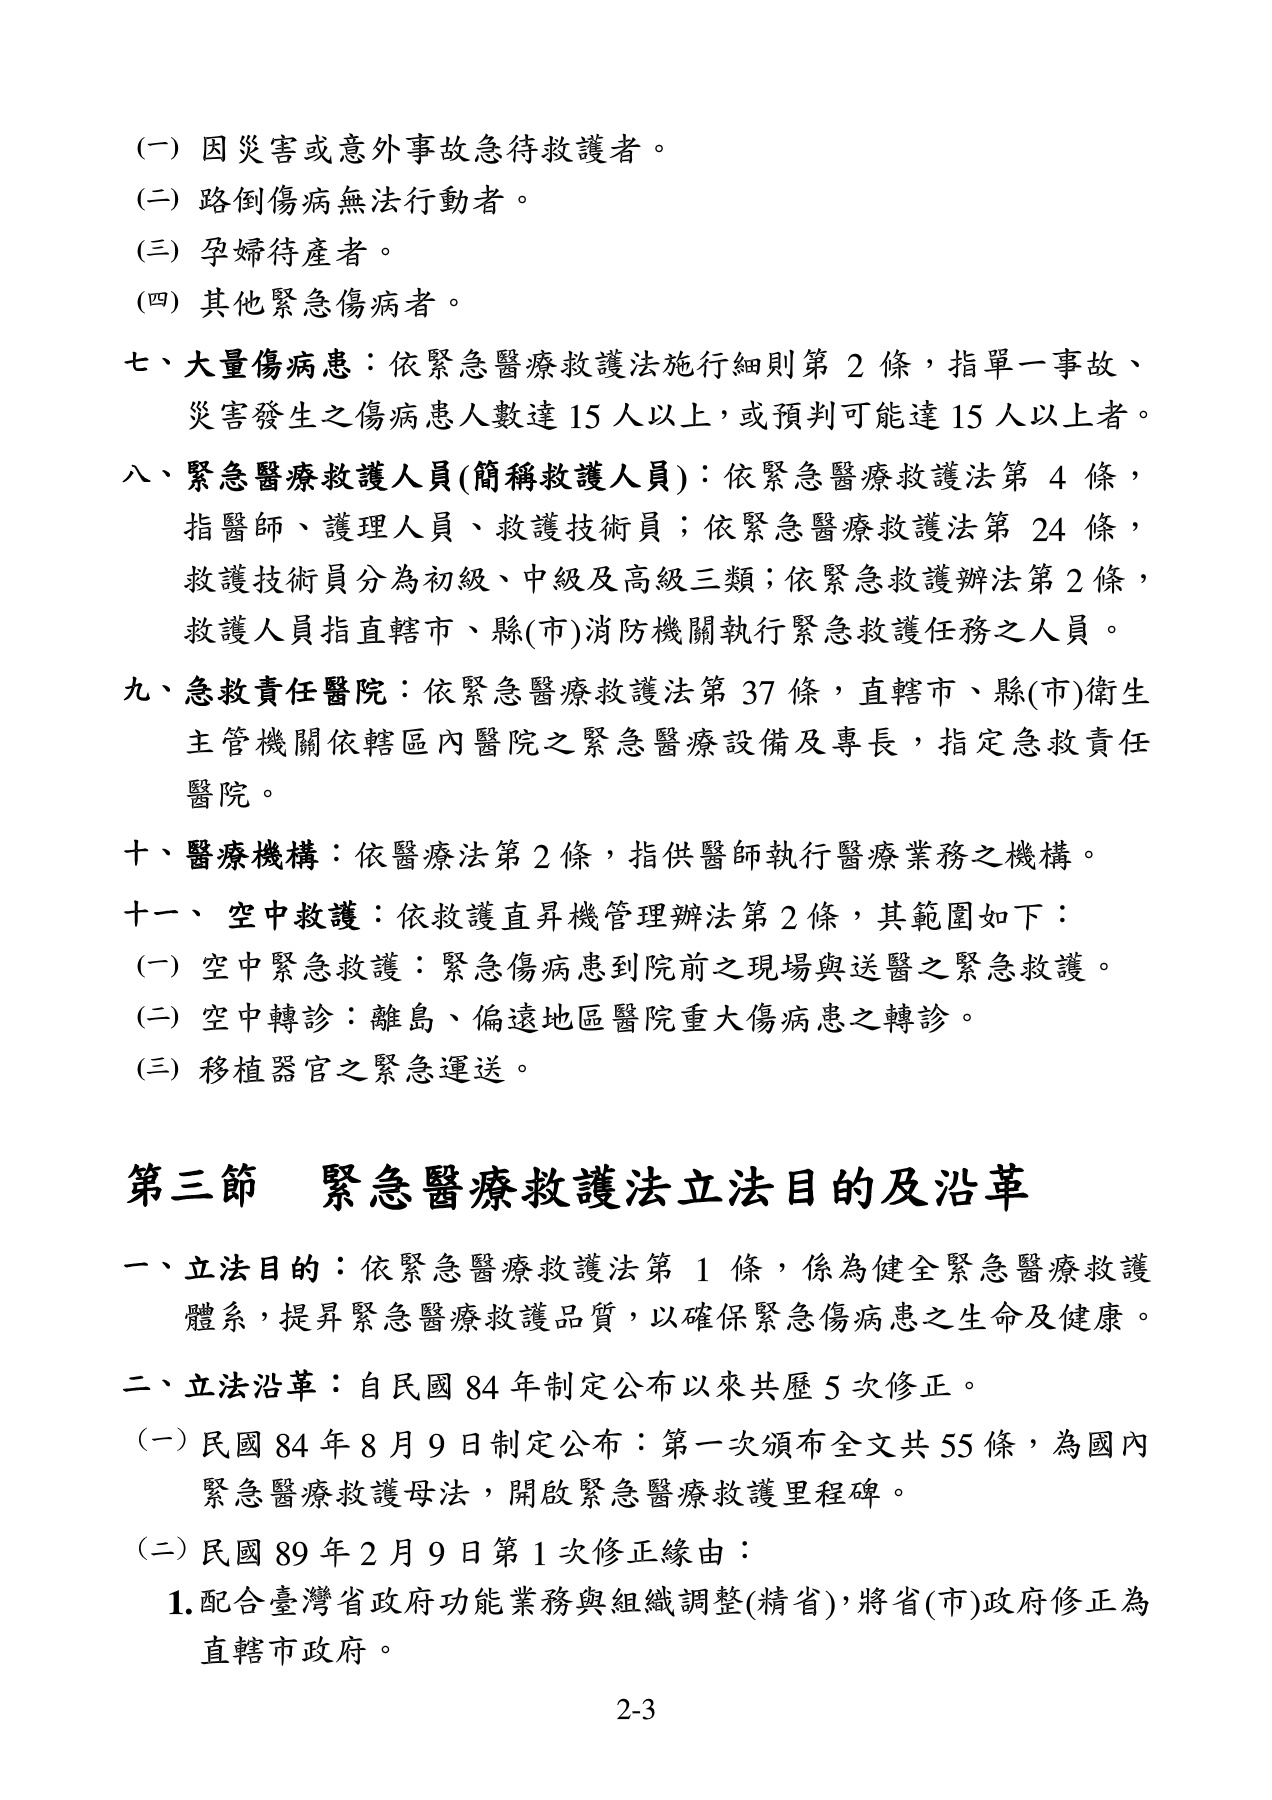 (一) 因災害或意外事故急待救護者。
(二) 路倒傷病無法行動者。
(三) 孕婦待產者。
(四) 其他緊急傷病者。
七、大量傷病患：依緊急醫療救護法施行細則第 2 條，指單一事故、
災害發生之傷病患人數達 15 人以上，或預判可能達 15 人以上者。
八、緊急醫療救護人員(簡稱救護人員)：依緊急醫療救護法第 4 條，
指醫師、護理人員、救護技術員；依緊急醫療救護法第 24 條，
救護技術員分為初級、中級及高級三類；依緊急救護辦法第 2 條，
救護人員指直轄市、縣(市)消防機關執行緊急救護任務之人員。
九、急救責任醫院：依緊急醫療救護法第 37 條，直轄市、縣(市)衛生
主管機關依轄區內醫院之緊急醫療設備及專長，指定急救責任
醫院。
十、醫療機構：依醫療法第 2 條，指供醫師執行醫療業務之機構。
十一、 空中救護：依救護直昇機管理辦法第 2 條，其範圍如下：
(一) 空中緊急救護：緊急傷病患到院前之現場與送醫之緊急救護。
(二) 空中轉診：離島、偏遠地區醫院重大傷病患之轉診。
(三) 移植器官之緊急運送。
第三節　緊急醫療救護法立法目的及沿革
一、立法目的：依緊急醫療救護法第 1 條，係為健全緊急醫療救護
體系，提昇緊急醫療救護品質，以確保緊急傷病患之生命及健康。
二、立法沿革：自民國 84 年制定公布以來共歷 5 次修正。
（一）民國 84 年 8 月 9 日制定公布：第一次頒布全文共 55 條，為國內
緊急醫療救護母法，開啟緊急醫療救護里程碑。
（二）民國 89 年 2 月 9 日第 1 次修正緣由：
1.配合臺灣省政府功能業務與組織調整(精省)，將省(市)政府修正為
直轄市政府。
2-3